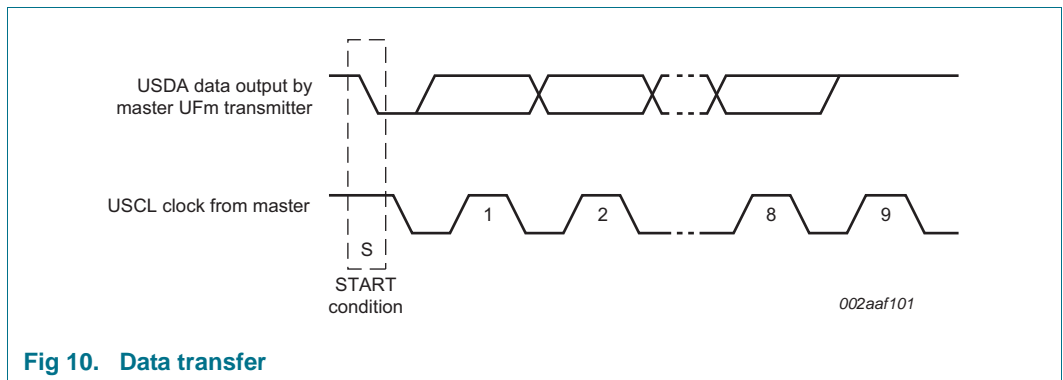 USDA data output by
master UFm transmitter
USCL clock from master
1
2
8
9
S
START
condition
002aaf101
Fig 10. Data transfer